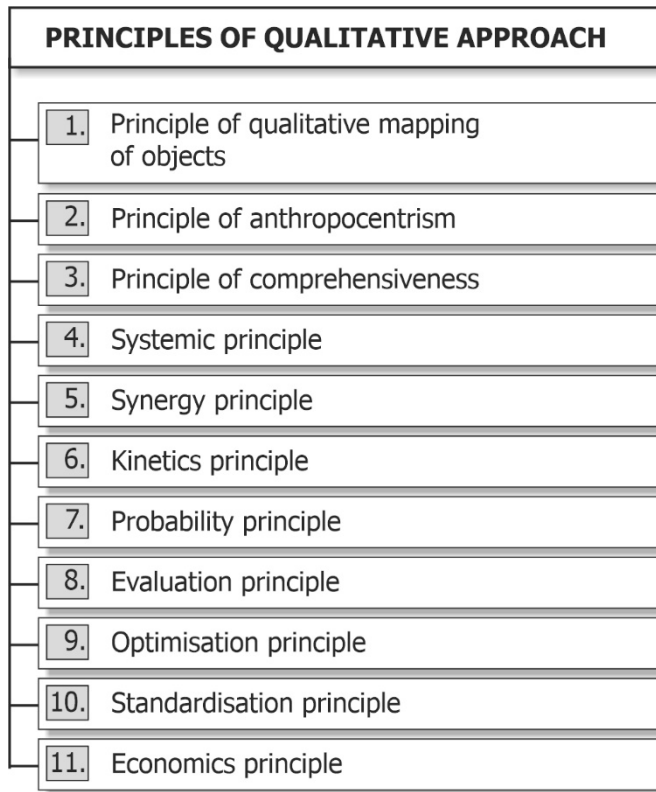 PRINCIPLES OF QUALITATIVE APPROACH
1. Principle of qualitative mapping
of objects
2. Principle of anthropocentrism
3. Principle of comprehensiveness
4. Systemic principle
5. Synergy principle
6. Kinetics principle
7. Probability principle
8. Evaluation principle
9. Optimisation principle
10. Standardisation principle
11. Economics principle